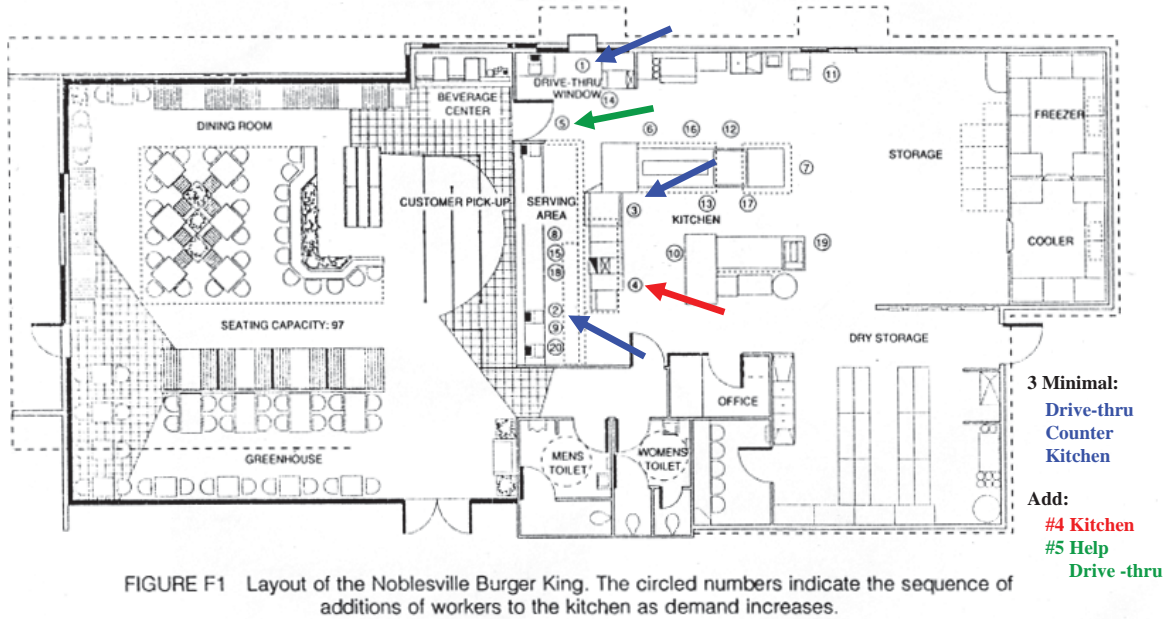 1
DRIVE-THRU
WINDOW
14
11
BEVERAGE
CENTER
DINING ROOM
5
6
16
12
FREEZER
STORAGE
7
CUSTOMER PICK-UP
SERVING
AREA
3
13
17
KITCHEN
8
10
19
COOLER
15
18
4
2
9
20
SEATING CAPACITY: 97
DRY STORAGE
OFFICE
GREENHOUSE
MENS
TOILET
WOMENS
TOILET
3 Minimal:
Drive-thru
Counter
Kitchen
Add:
#4 Kitchen
#5 Help
Drive -thru
FIGURE F1 Layout of the Noblesville Burger King. The circled numbers indicate the sequence of
additions of workers to the kitchen as demand increases.